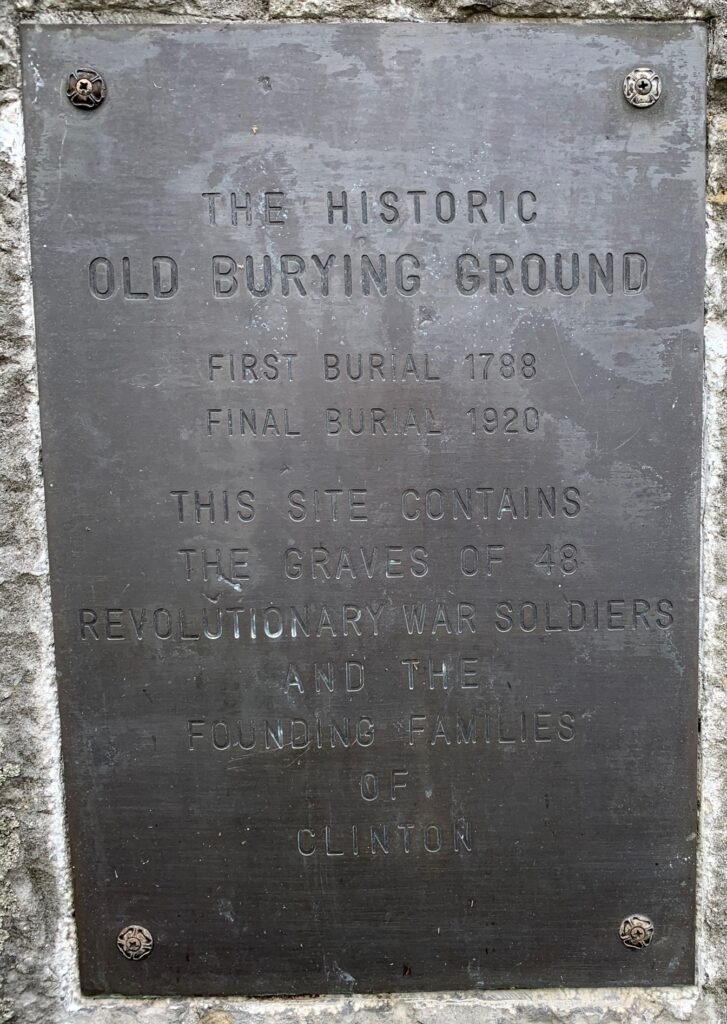 THE HISTORIC
OLD BURYING GROUND
FIRST BURIAL 1788
FINAL BURIAL 1920
THIS SITE CONTAINS
THE GRAVES OF 48
REVOLUTIONARY WAR SOLDIERS
AND THE
FOUNDING FAMILIES
OF
CLINTON